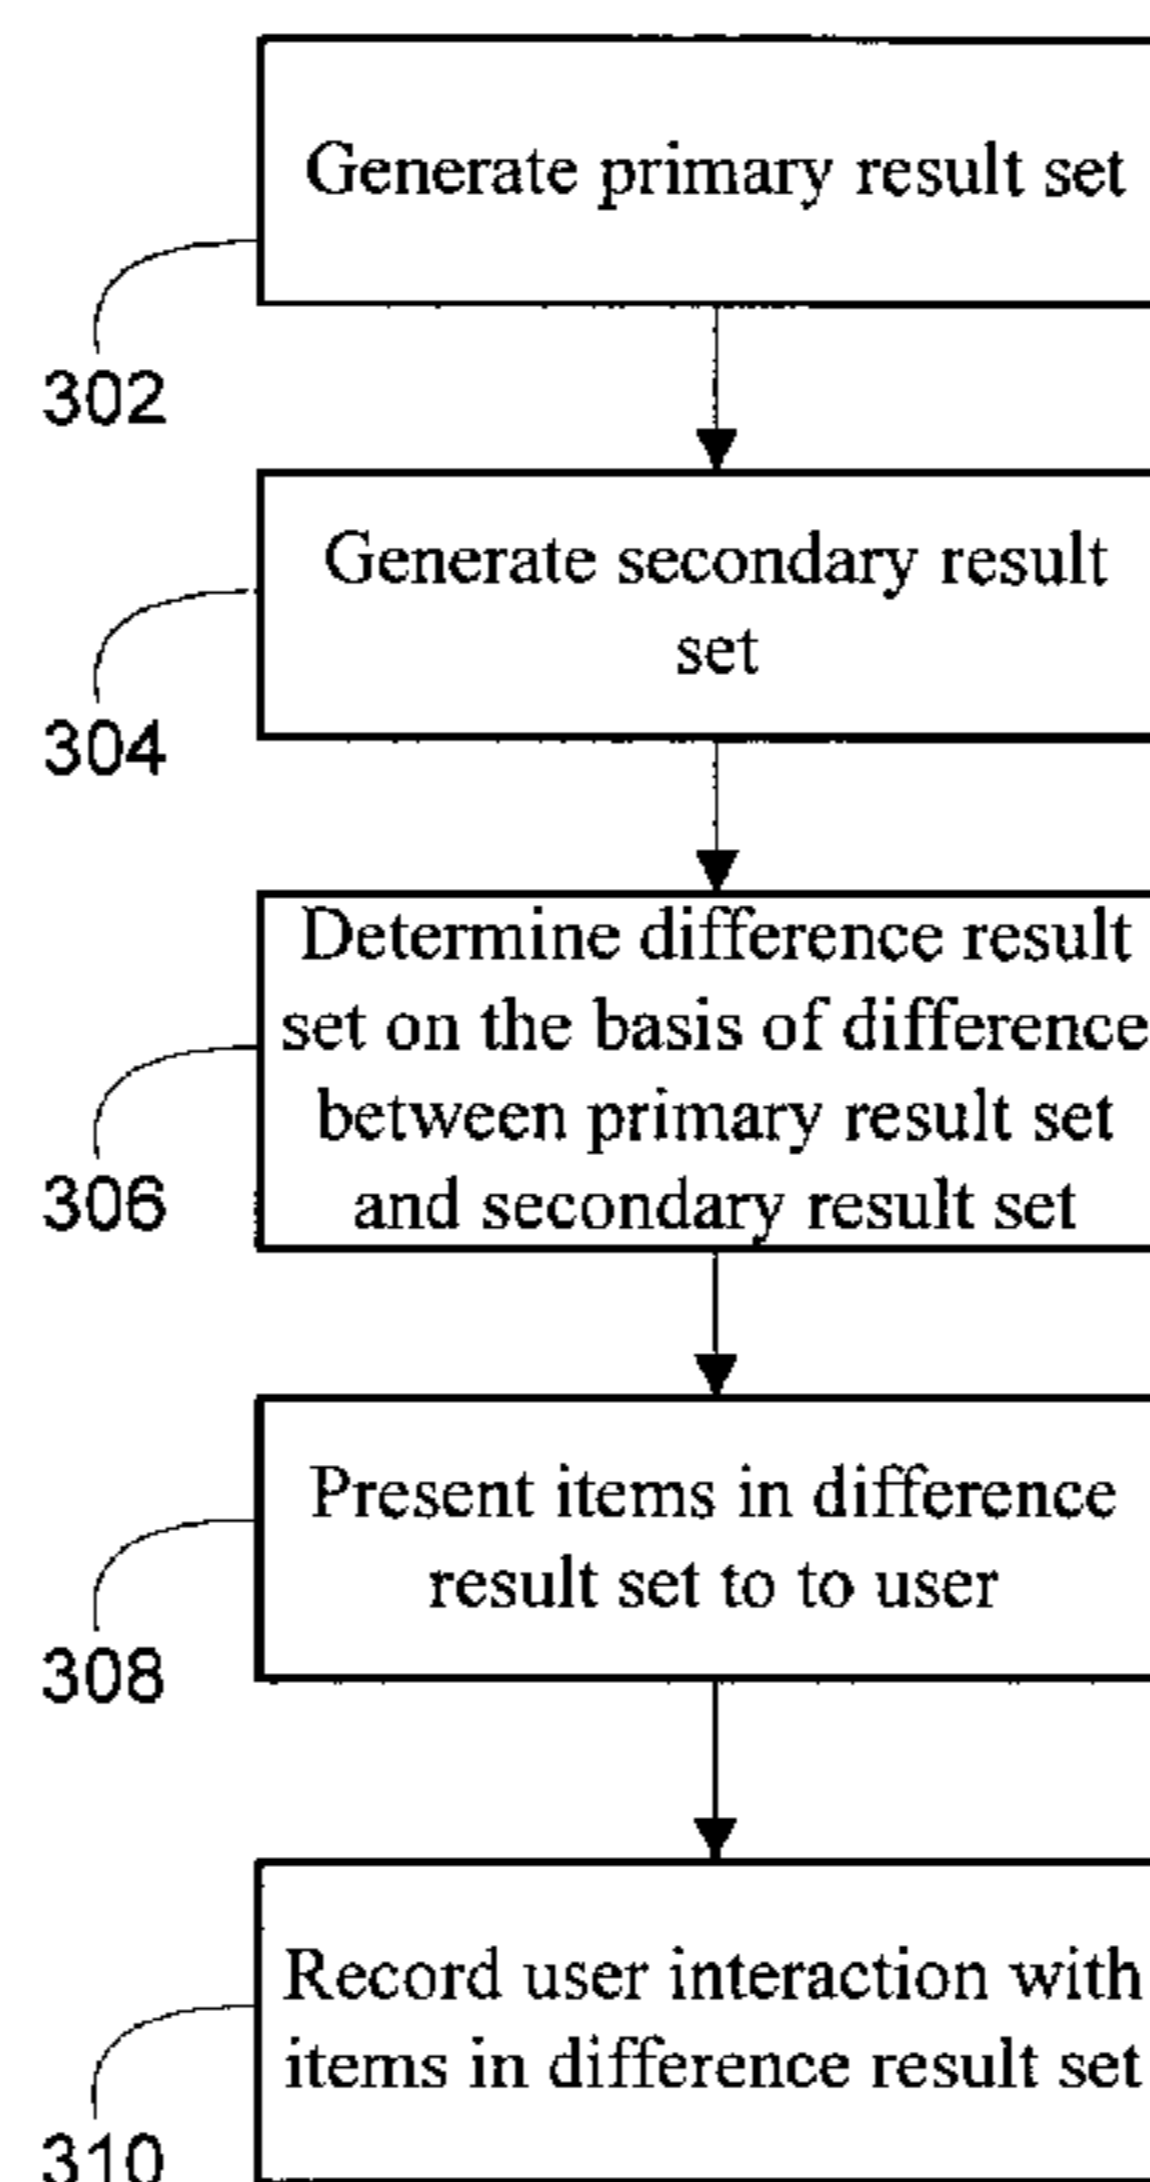 Generate primary result set
302
Generate secondary result
set
304
Determine difference result
set on the basis of difference
between primary result set
and secondary result set
306
Present items in difference
result set to to user
308
Record user interaction with
items in difference result set
310